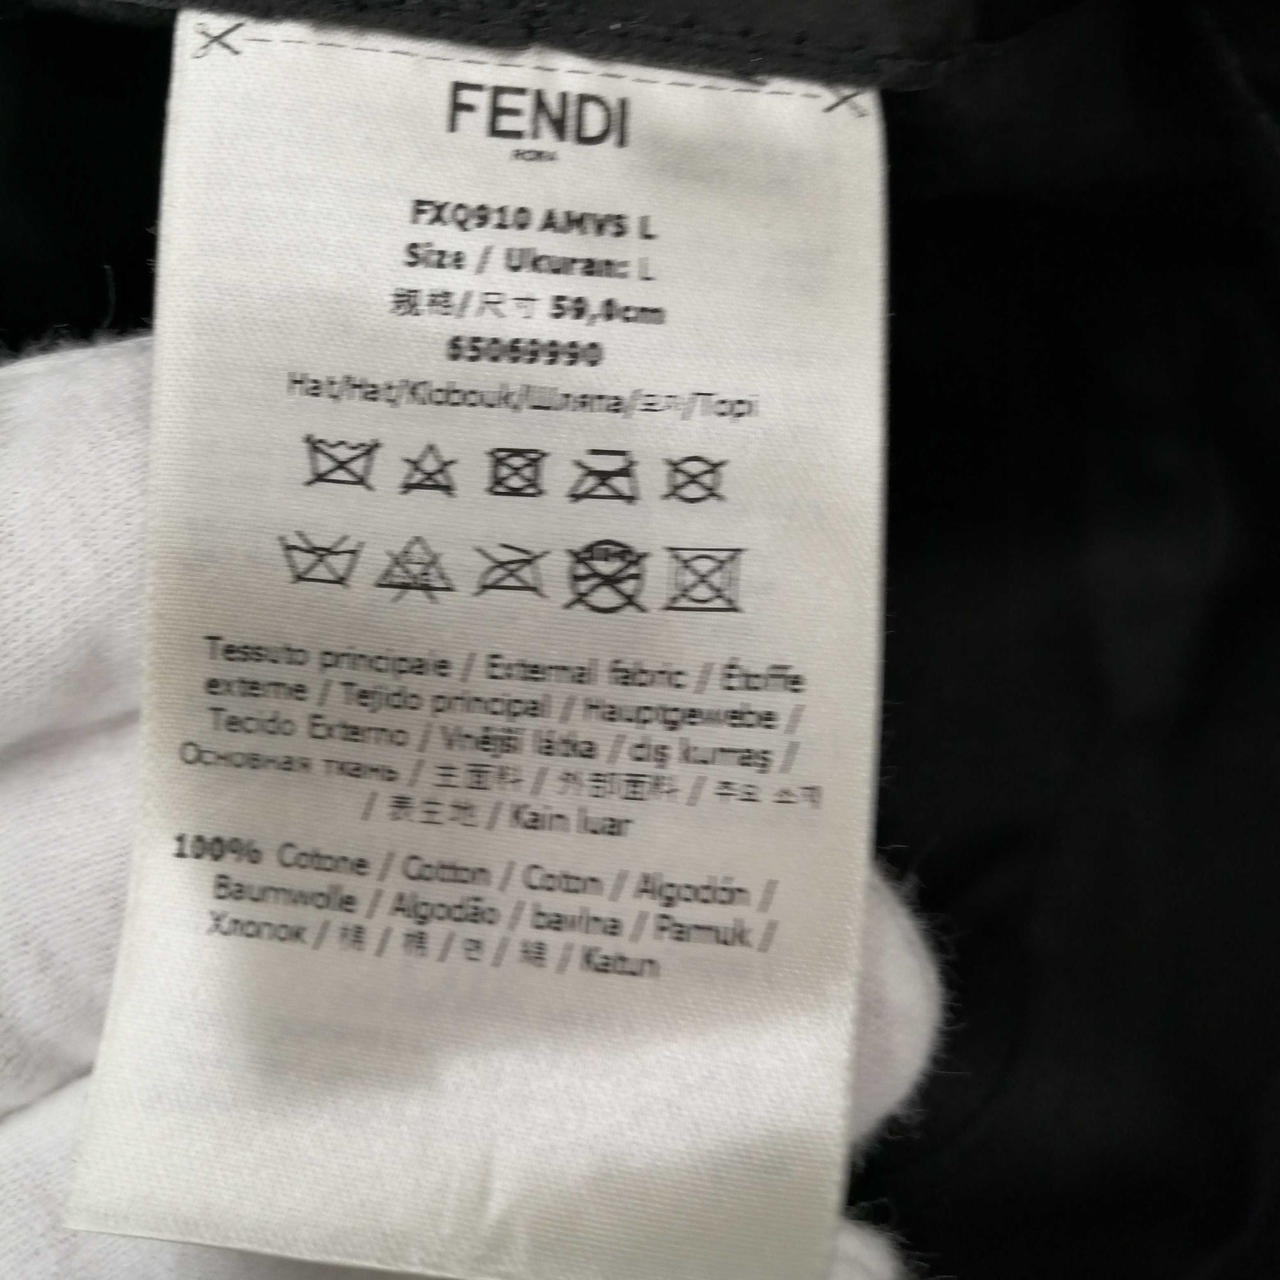 FENDI
ROMA
FXQ910 AMVS L
Size / Ukuran: L
规格/尺寸 59,0cm
65069990
Hat/Hat/Klobouk/Шляпа/모자/Topi
Tessuto principale / External fabric / Étoffe
externe / Tejido principal / Hauptgewebe /
Tecido Externo / Vnější látka / diş kumaş /
Основная ткань / 主面料 / 外部面料 / 주요 소재
/ 表生地 / Kain luar
100% Cotone / Cotton / Coton / Algodón /
Baumwolle / Algodão / bavlna / Pamuk /
Хлопок / 棉 / 棉 / 면 / 綿 / Katun